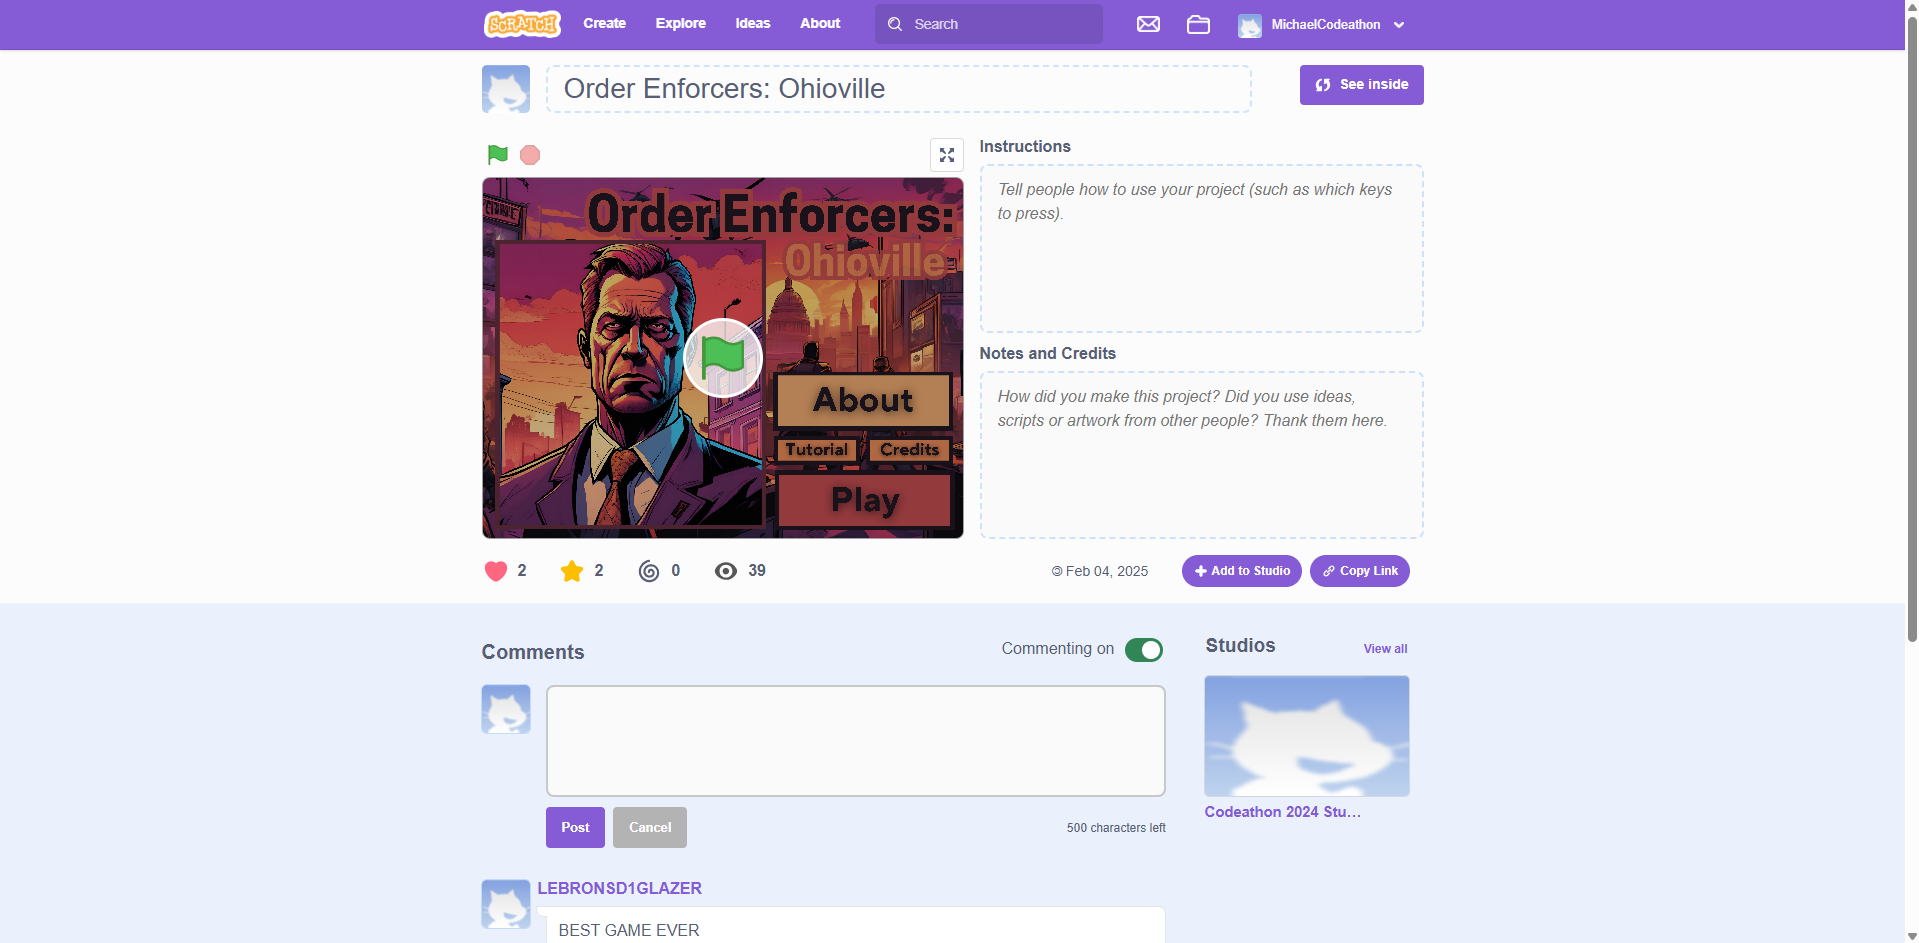 SCRATCH
Create
Explore
Ideas
About
Search
MichaelCodeathon
Order Enforcers: Ohioville
See inside
Instructions
Tell people how to use your project (such as which keys
to press).
Order Enforcers:
Ohioville
About
Tutorial
Credits
Play
Notes and Credits
How did you make this project? Did you use ideas,
scripts or artwork from other people? Thank them here.
2
2
0
39
© Feb 04, 2025
Add to Studio
Copy Link
Comments
Commenting on
Studios
View all
Post
Cancel
500 characters left
Codeathon 2024 Stu…
LEBRONSD1GLAZER
BEST GAME EVER